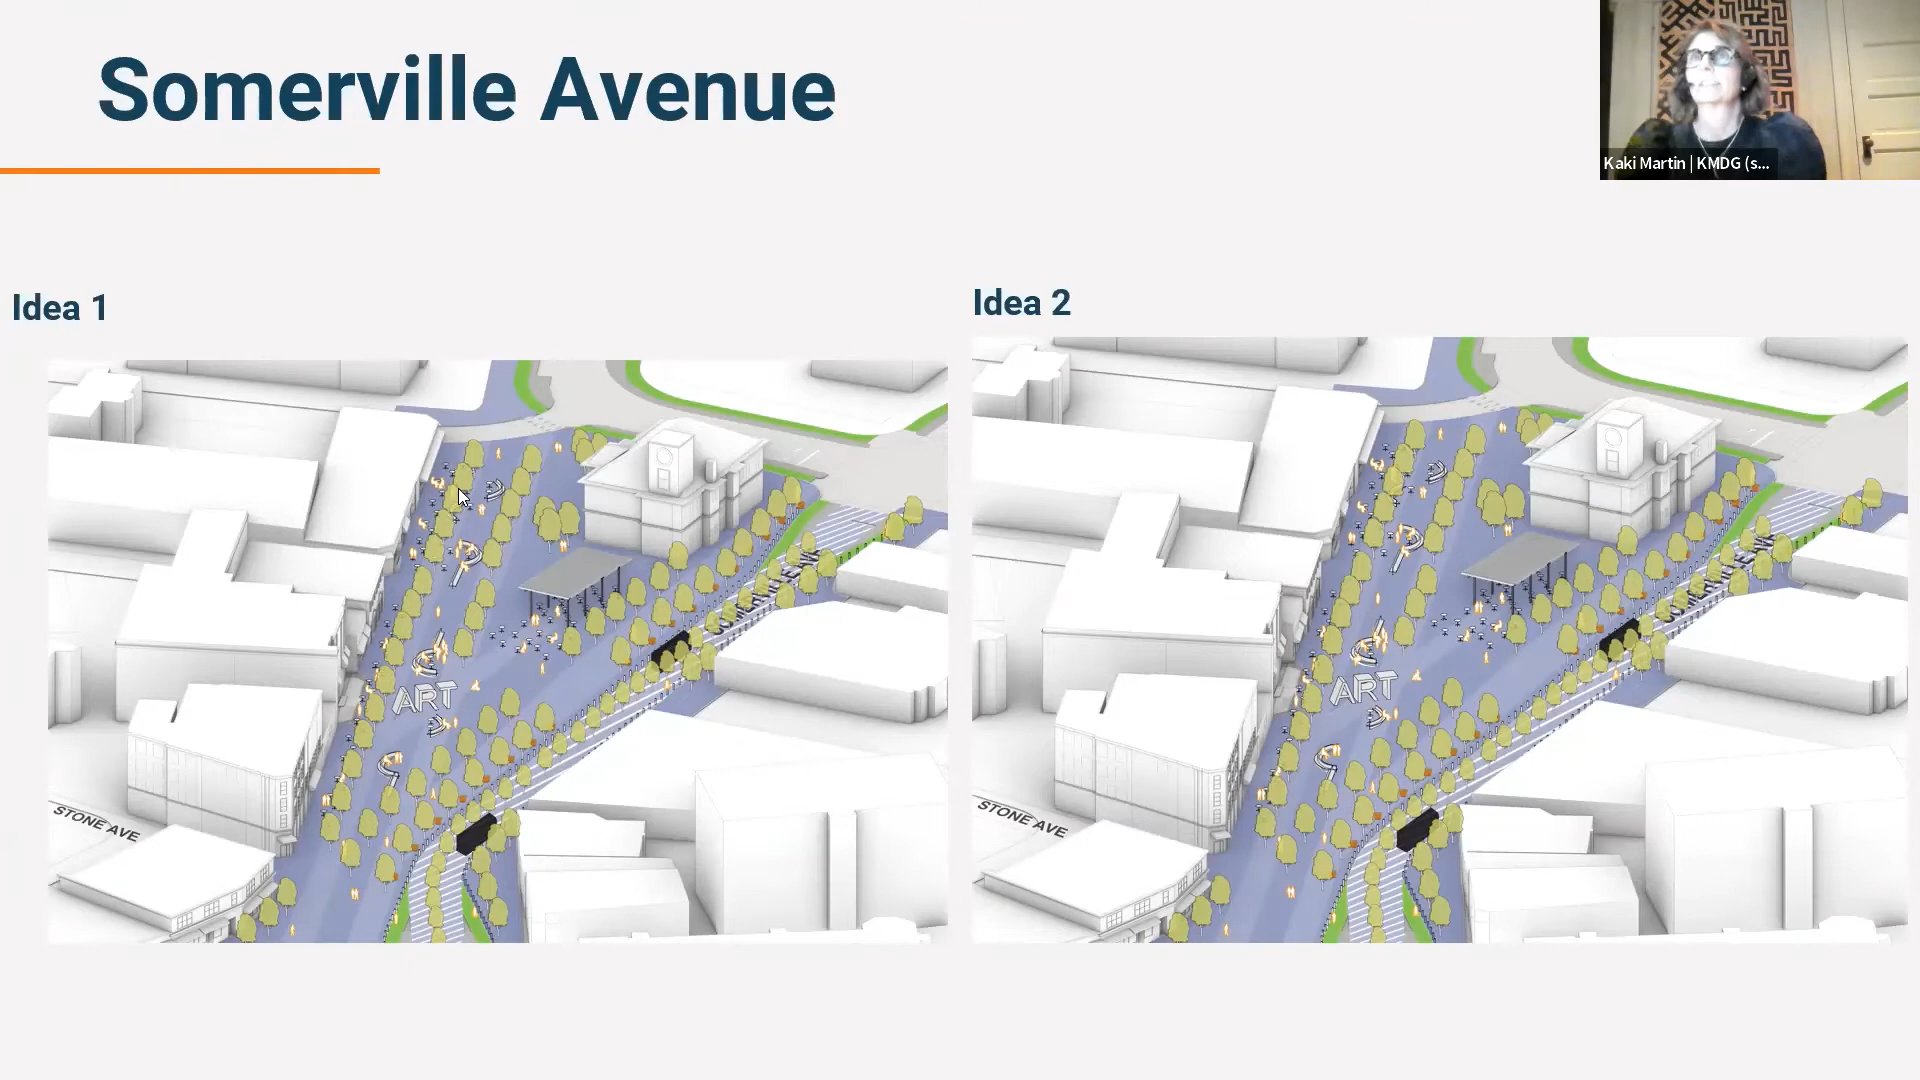 Somerville Avenue
Kaki Martin | KMDG (s...
Idea 1
Idea 2
ART
ART
STONE AVE
STONE AVE